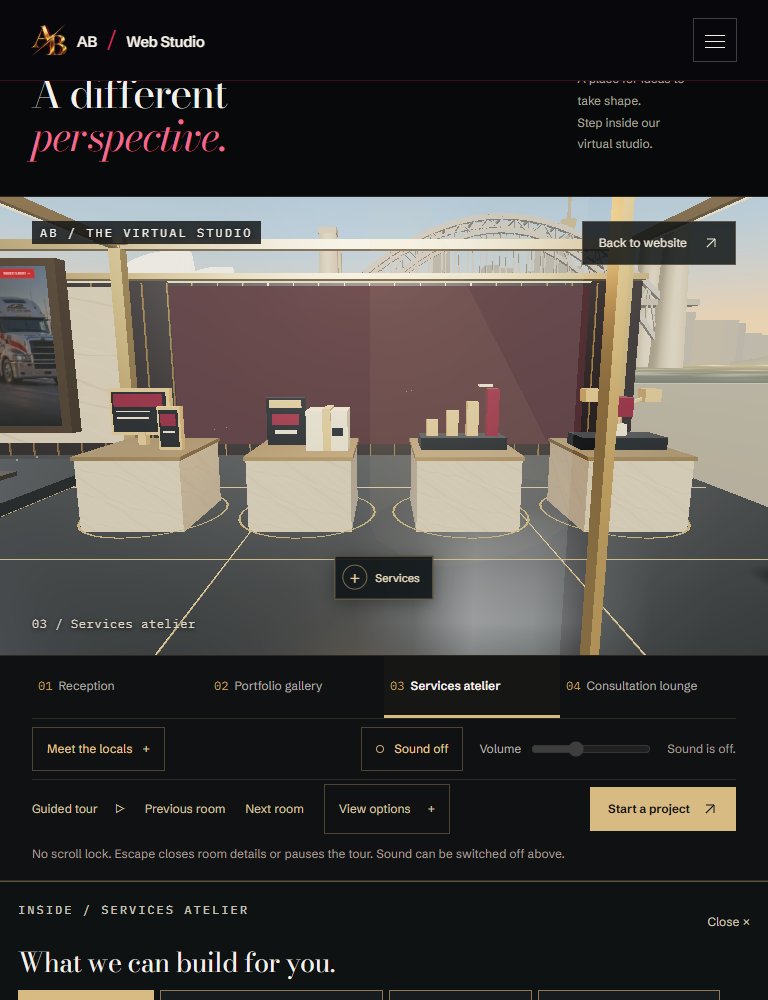 AB / Web Studio
A different
perspective.
A place for ideas to
take shape.
Step inside our
virtual studio.
AB / THE VIRTUAL STUDIO
Back to website
+ Services
03 / Services atelier
01 Reception
02 Portfolio gallery
03 Services atelier
04 Consultation lounge
Meet the locals +
Sound off
Volume
Sound is off.
Guided tour
Previous room
Next room
View options +
Start a project
No scroll lock. Escape closes room details or pauses the tour. Sound can be switched off above.
INSIDE / SERVICES ATELIER
Close ×
What we can build for you.